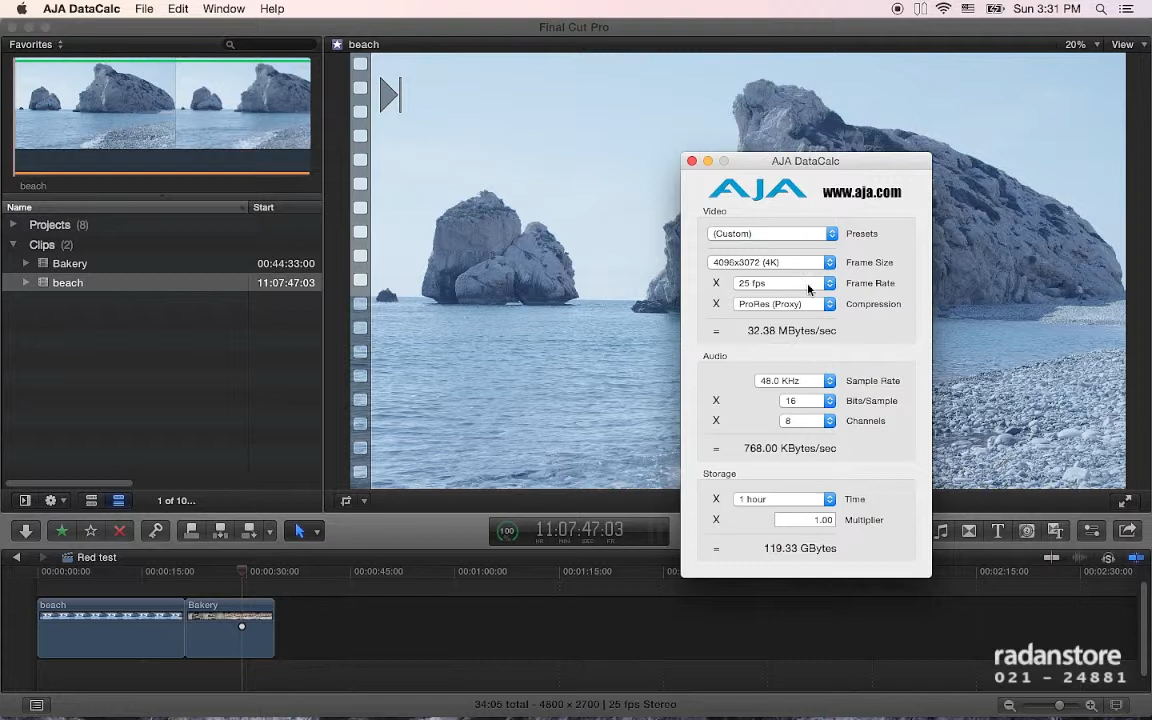 AJA DataCalc File Edit Window Help Sun 3:31 PM
Final Cut Pro
Favorites
beach 20% View
beach
Name Start
Projects (8)
Clips (2)
Bakery 00:44:33:00
beach 11:07:47:03
1 of 10...
AJA DataCalc
AJA www.aja.com
Video
(Custom) Presets
4096x3072 (4K) Frame Size
X 25 fps Frame Rate
X ProRes (Proxy) Compression
= 32.38 MBytes/sec
Audio
48.0 KHz Sample Rate
X 16 Bits/Sample
X 8 Channels
= 768.00 KBytes/sec
Storage
X 1 hour Time
X 1.00 Multiplier
= 119.33 GBytes
100 11:07:47:03
HR MIN SEC FR
T
Red test
00:00:00:00 00:00:15:00 00:00:30:00 00:00:45:00 00:01:00:00 00:01:15:00 00:02:15:00 00:02:30:00
beach Bakery
radanstore
021 - 24881
34:05 total - 4800 x 2700 | 25 fps Stereo